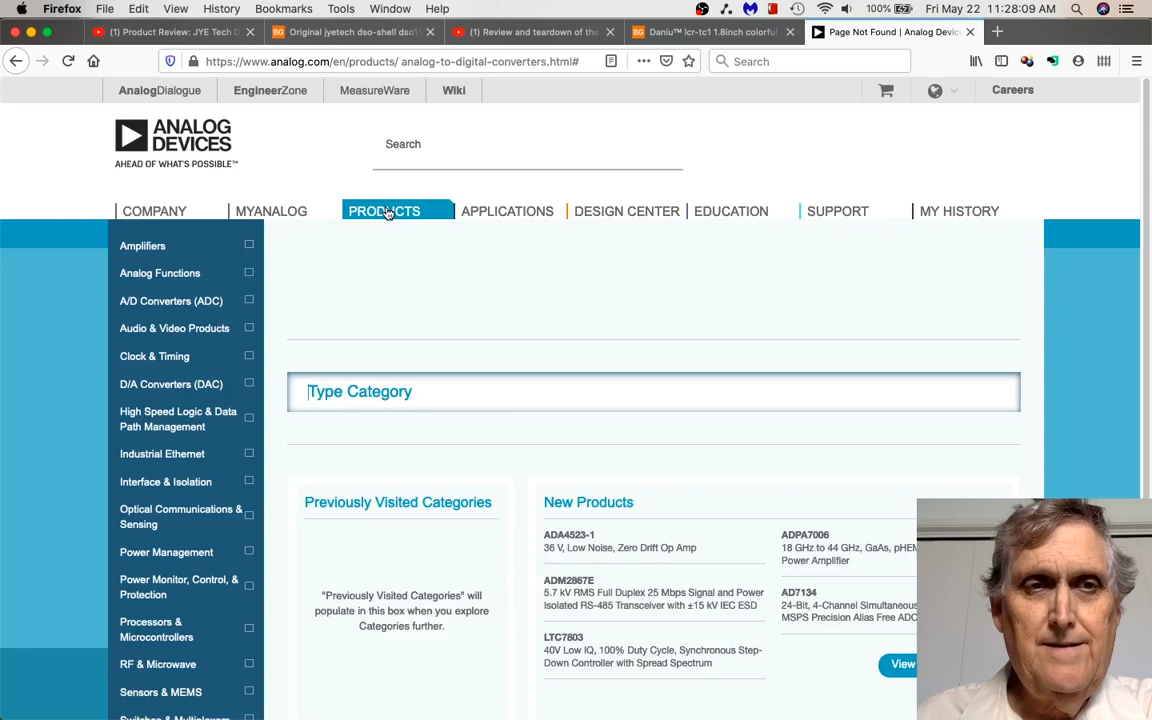 Firefox File Edit View History Bookmarks Tools Window Help 100% Fri May 22 11:28:09 AM
(1) Product Review: JYE Tech D
Original jyetech dso-shell dso1
(1) Review and teardown of the
Daniu™ lcr-tc1 1.8inch colorful
Page Not Found | Analog Devic
https://www.analog.com/en/products/ analog-to-digital-converters.html#
Search
AnalogDialogue EngineerZone MeasureWare Wiki Careers
ANALOG
DEVICES
AHEAD OF WHAT'S POSSIBLE™
Search
COMPANY MYANALOG PRODUCTS APPLICATIONS DESIGN CENTER EDUCATION SUPPORT MY HISTORY
Amplifiers
Analog Functions
A/D Converters (ADC)
Audio & Video Products
Clock & Timing
D/A Converters (DAC)
High Speed Logic & Data
Path Management
Industrial Ethernet
Interface & Isolation
Optical Communications &
Sensing
Power Management
Power Monitor, Control, &
Protection
Processors &
Microcontrollers
RF & Microwave
Sensors & MEMS
Switches & Multiplexers
Type Category
Previously Visited Categories
"Previously Visited Categories" will
populate in this box when you explore
Categories further.
New Products
ADA4523-1
36 V, Low Noise, Zero Drift Op Amp
ADM2867E
5.7 kV RMS Full Duplex 25 Mbps Signal and Power
Isolated RS-485 Transceiver with ±15 kV IEC ESD
LTC7803
40V Low IQ, 100% Duty Cycle, Synchronous Step-
Down Controller with Spread Spectrum
ADPA7006
18 GHz to 44 GHz, GaAs, pHEM
Power Amplifier
AD7134
24-Bit, 4-Channel Simultaneous
MSPS Precision Alias Free ADC
View